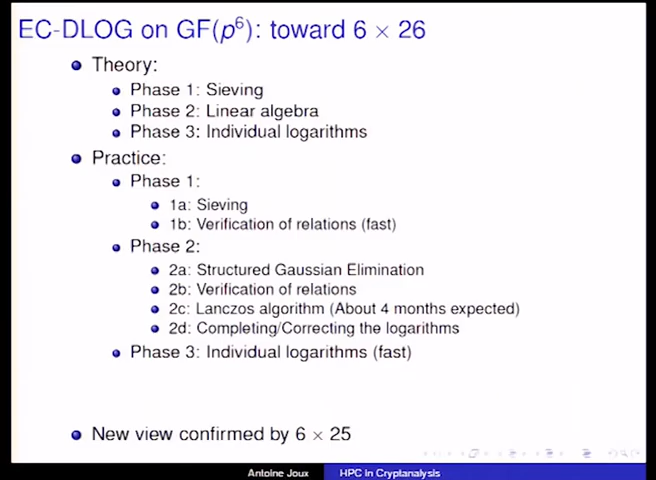 EC-DLOG on GF(p⁶): toward 6 × 26
Theory:
Phase 1: Sieving
Phase 2: Linear algebra
Phase 3: Individual logarithms
Practice:
Phase 1:
1a: Sieving
1b: Verification of relations (fast)
Phase 2:
2a: Structured Gaussian Elimination
2b: Verification of relations
2c: Lanczos algorithm (About 4 months expected)
2d: Completing/Correcting the logarithms
Phase 3: Individual logarithms (fast)
New view confirmed by 6 × 25
Antoine Joux HPC in Cryptanalysis